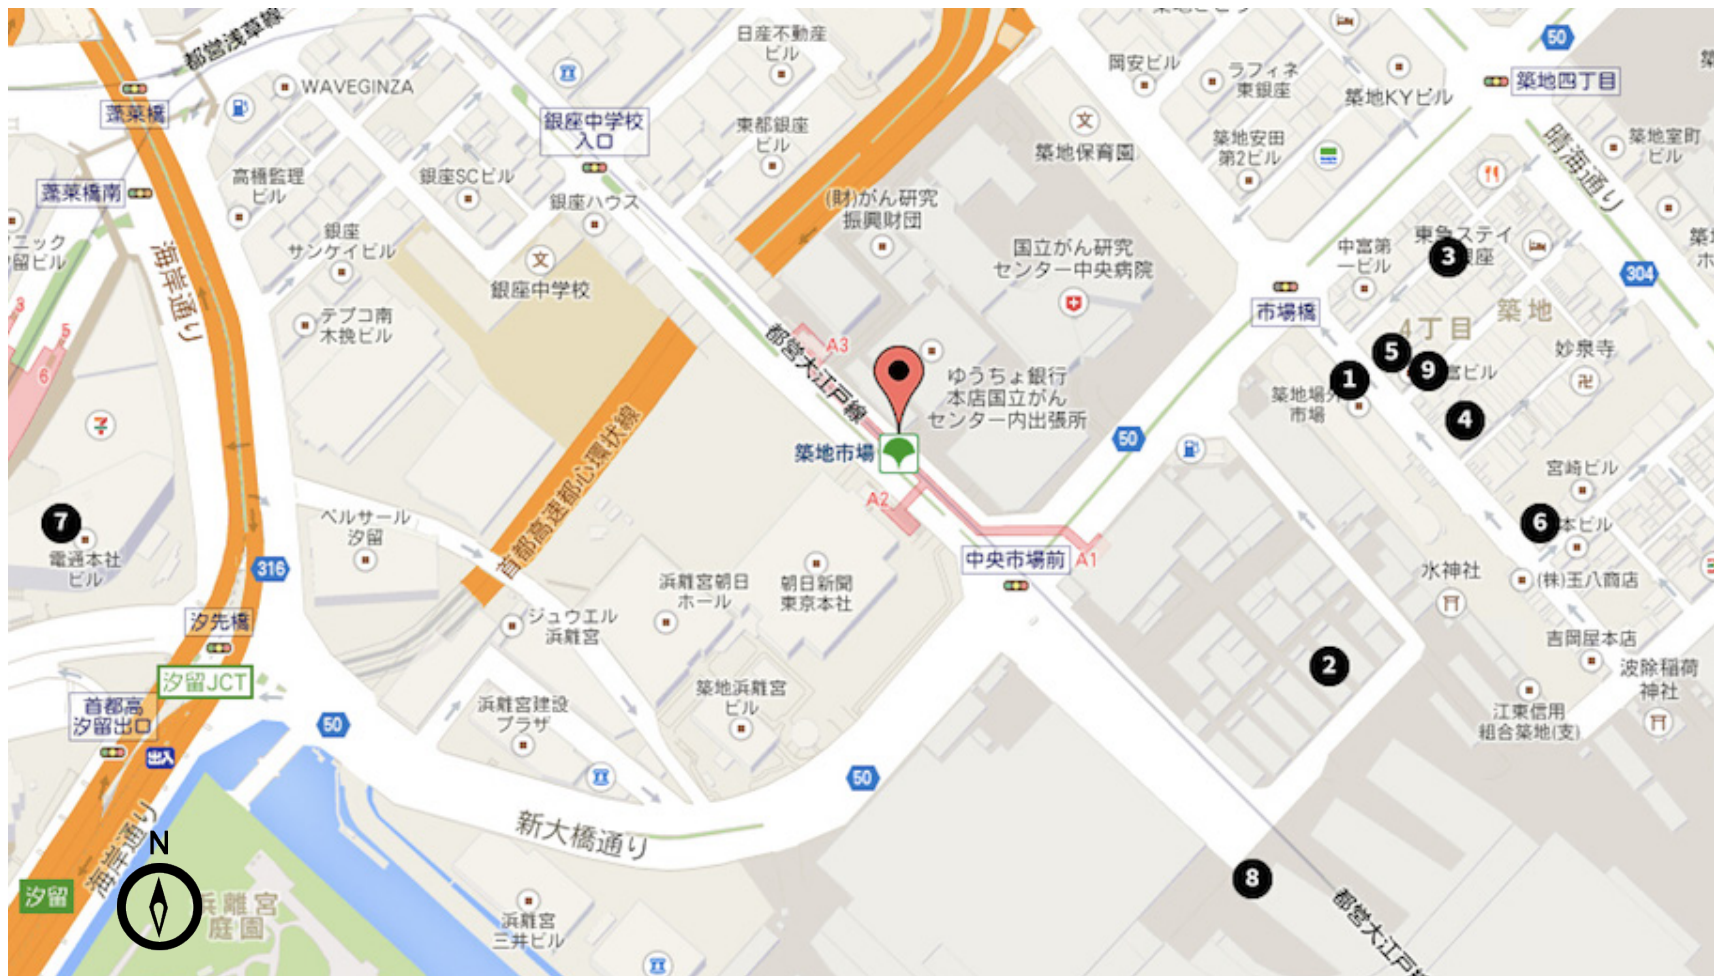 都営浅草線
蓬莱橋
蓬莱橋南
WAVEGINZA
高橋監理
ビル
銀座SCビル
銀座
サンケイビル
テプコ南
木挽ビル
銀座中学校
銀座中学校
入口
銀座ハウス
日産不動産
ビル
東都銀座
ビル
(財)がん研究
振興財団
国立がん研究
センター中央病院
築地保育園
岡安ビル
ラフィネ
東銀座
築地KYビル
築地安田
第2ビル
50
築地四丁目
晴海通り
築地室町
ビル
304
中富第
一ビル
東急ステイ
座
3
市場橋
築地
4丁目
妙泉寺
5
9
ビル
1
築地場外
市場
4
宮崎ビル
6
本ビル
(株)玉八商店
水神社
吉岡屋本店
波除稲荷
神社
江東信用
組合築地(支)
2
8
海岸通り
3
5
6
7
電通本社
ビル
316
ベルサール
汐留
首都高速都心環状線
都営大江戸線
A3
ゆうちょ銀行
本店国立がん
センター内出張所
築地市場
A2
50
中央市場前
A1
汐先橋
汐留JCT
首都高
汐留出口
出入
50
ジュウエル
浜離宮
浜離宮朝日
ホール
朝日新聞
東京本社
浜離宮建設
プラザ
築地浜離宮
ビル
50
新大橋通り
海岸通り
N
汐留
浜離宮
庭園
浜離宮
三井ビル
都営大江戸線